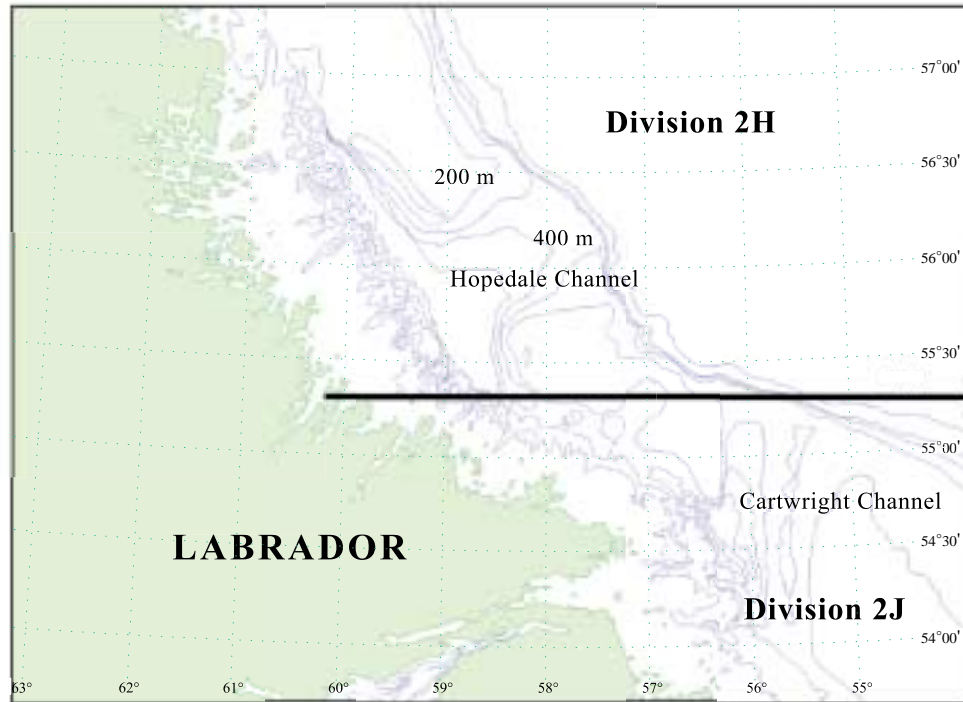 57°00'
Division 2H
56°30'
200 m
400 m
56°00'
Hopedale Channel
55°30'
55°00'
Cartwright Channel
LABRADOR
54°30'
Division 2J
54°00'
63° 62° 61° 60° 59° 58° 57° 56° 55°